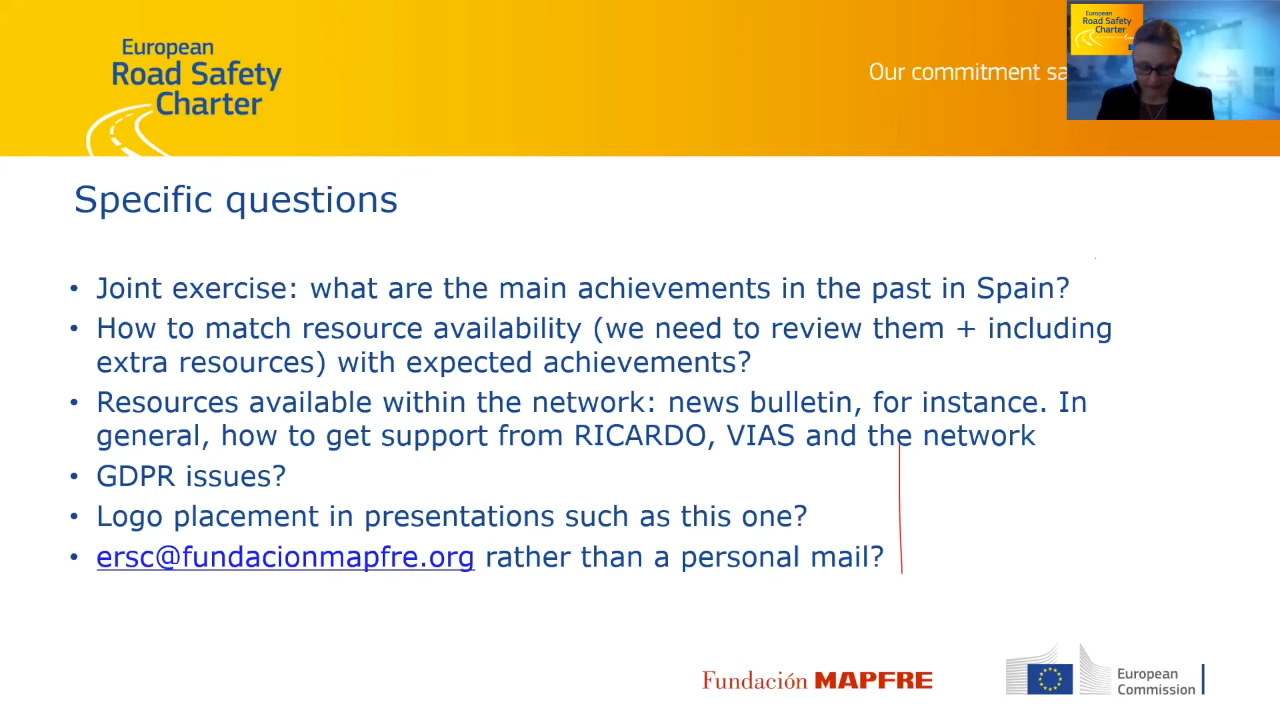 European
Road Safety
Charter
Our commitment sa
European
Road Safety
Charter
Specific questions
• Joint exercise: what are the main achievements in the past in Spain?
• How to match resource availability (we need to review them + including
extra resources) with expected achievements?
• Resources available within the network: news bulletin, for instance. In
general, how to get support from RICARDO, VIAS and the network
• GDPR issues?
• Logo placement in presentations such as this one?
• ersc@fundacionmapfre.org rather than a personal mail?
Fundación MAPFRE
European
Commission